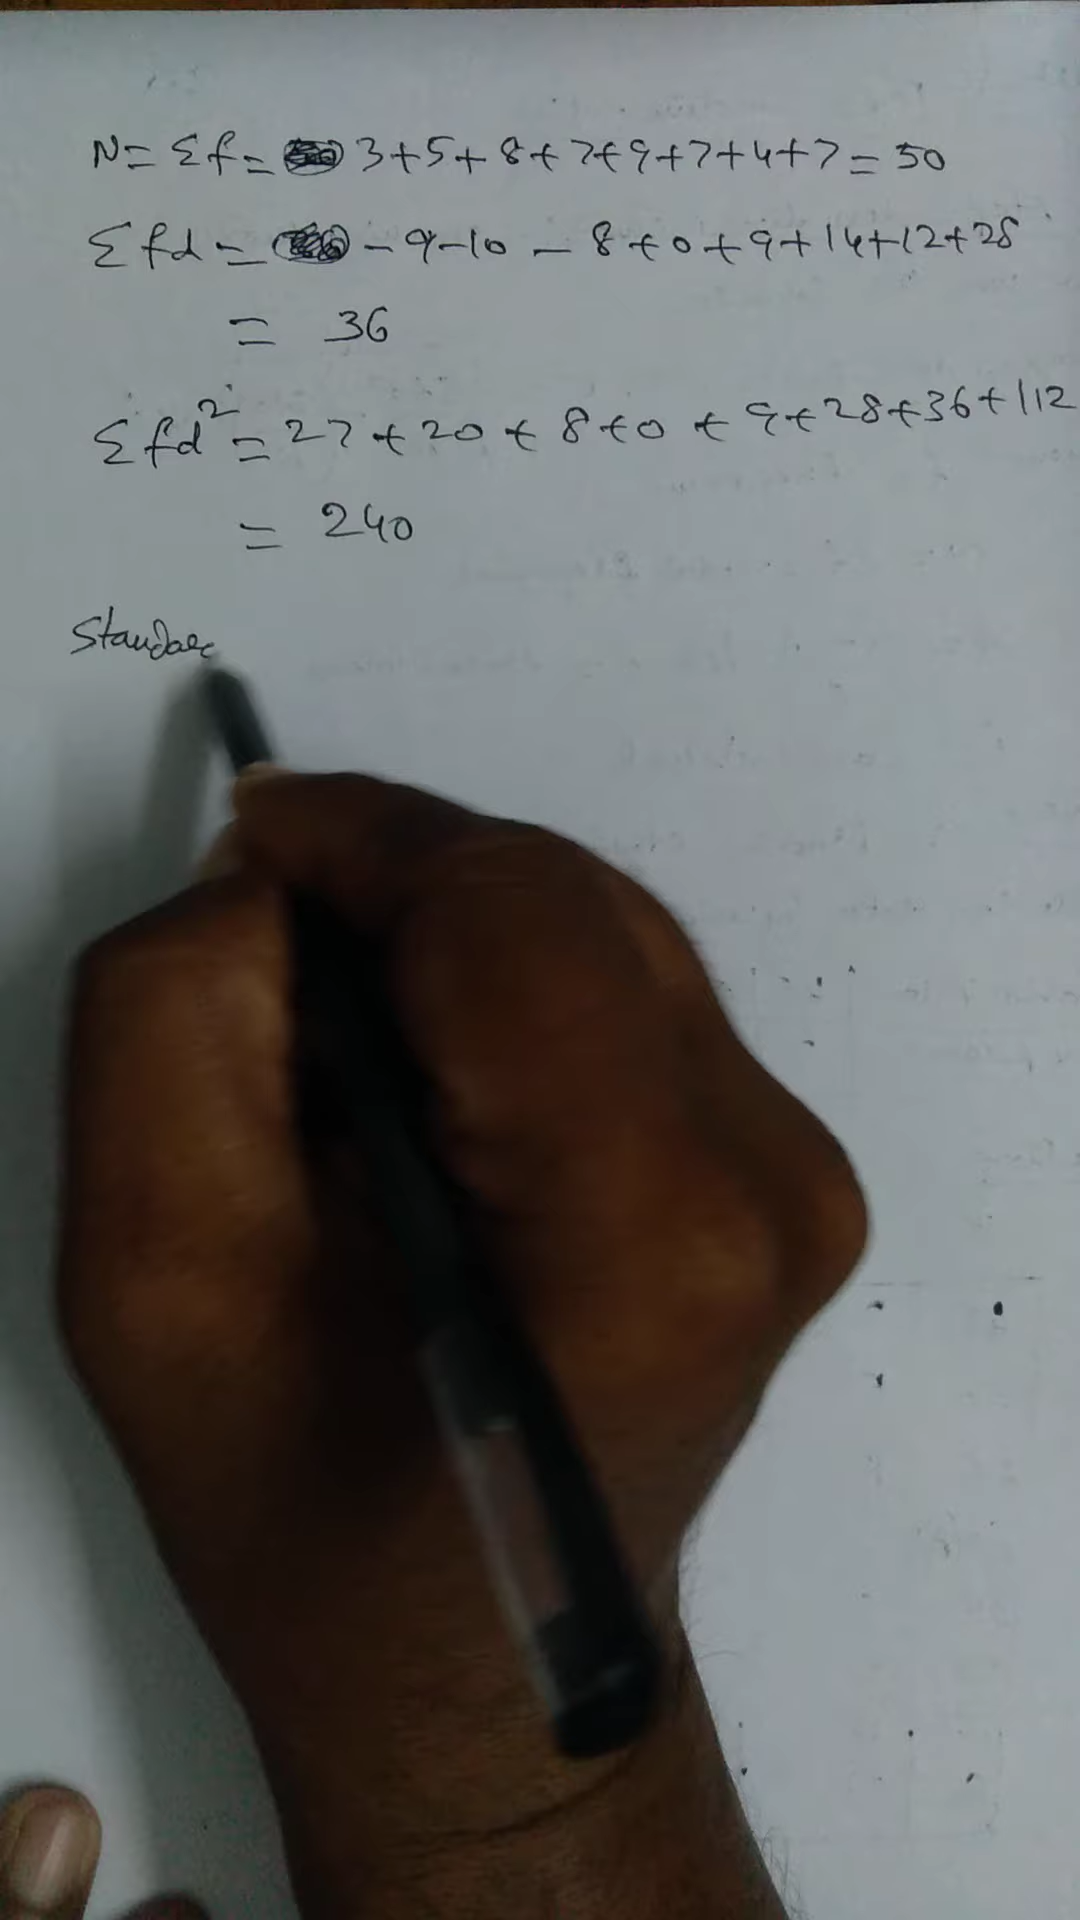 N = Σf = 3+5+8+7+9+7+4+7 = 50
Σfd = -9-10-8+0+9+14+12+28
= 36
Σfd² = 27+20+8+0+9+28+36+112
= 240
Standar